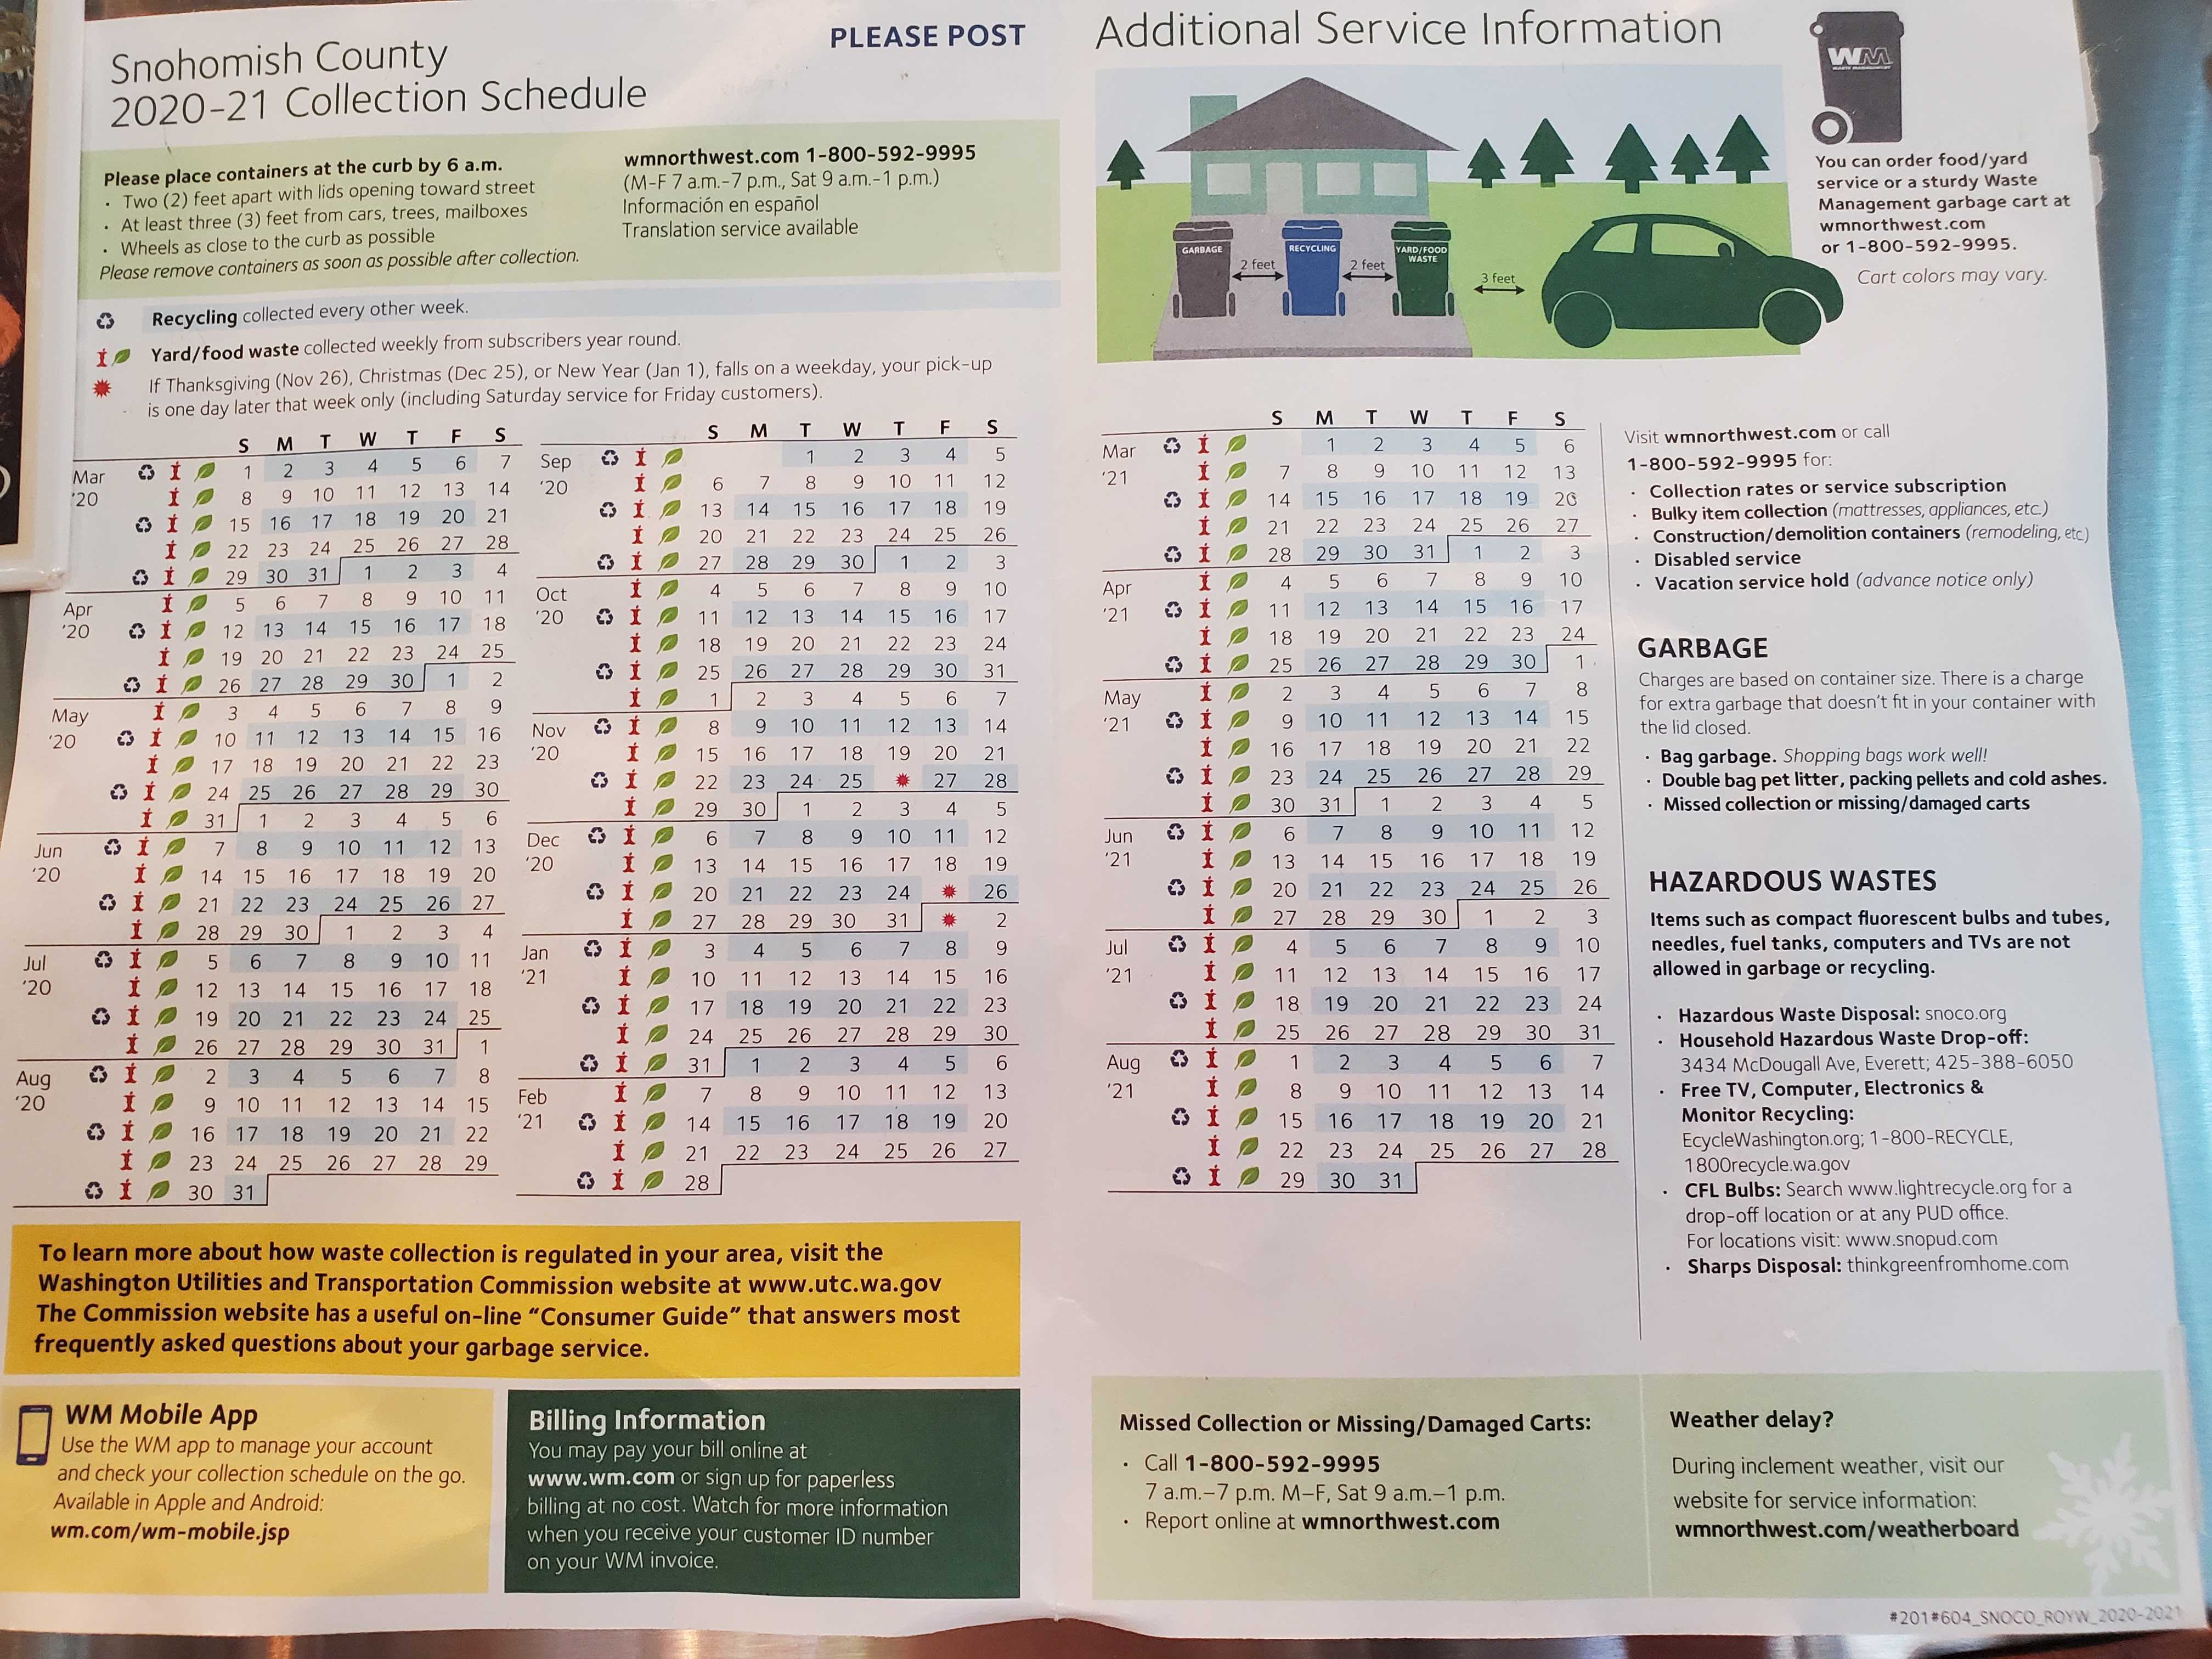 Snohomish County
2020-21 Collection Schedule
PLEASE POST
Please place containers at the curb by 6 a.m.
· Two (2) feet apart with lids opening toward street
· At least three (3) feet from cars, trees, mailboxes
· Wheels as close to the curb as possible
Please remove containers as soon as possible after collection.
wmnorthwest.com 1-800-592-9995
(M-F 7 a.m.-7 p.m., Sat 9 a.m.-1 p.m.)
Información en español
Translation service available
Recycling collected every other week.
Yard/food waste collected weekly from subscribers year round.
If Thanksgiving (Nov 26), Christmas (Dec 25), or New Year (Jan 1), falls on a weekday, your pick-up
is one day later that week only (including Saturday service for Friday customers).
S M T W T F S
Mar 1 2 3 4 5 6 7
'20 8 9 10 11 12 13 14
15 16 17 18 19 20 21
22 23 24 25 26 27 28
29 30 31 1 2 3 4
Apr 5 6 7 8 9 10 11
'20 12 13 14 15 16 17 18
19 20 21 22 23 24 25
26 27 28 29 30 1 2
May 3 4 5 6 7 8 9
'20 10 11 12 13 14 15 16
17 18 19 20 21 22 23
24 25 26 27 28 29 30
31 1 2 3 4 5 6
Jun 7 8 9 10 11 12 13
'20 14 15 16 17 18 19 20
21 22 23 24 25 26 27
28 29 30 1 2 3 4
Jul 5 6 7 8 9 10 11
'20 12 13 14 15 16 17 18
19 20 21 22 23 24 25
26 27 28 29 30 31 1
Aug 2 3 4 5 6 7 8
'20 9 10 11 12 13 14 15
16 17 18 19 20 21 22
23 24 25 26 27 28 29
30 31
S M T W T F S
Sep 1 2 3 4 5
'20 6 7 8 9 10 11 12
13 14 15 16 17 18 19
20 21 22 23 24 25 26
27 28 29 30 1 2 3
Oct 4 5 6 7 8 9 10
'20 11 12 13 14 15 16 17
18 19 20 21 22 23 24
25 26 27 28 29 30 31
1 2 3 4 5 6 7
Nov 8 9 10 11 12 13 14
'20 15 16 17 18 19 20 21
22 23 24 25 27 28
29 30 1 2 3 4 5
Dec 6 7 8 9 10 11 12
'20 13 14 15 16 17 18 19
20 21 22 23 24 26
27 28 29 30 31 2
Jan 3 4 5 6 7 8 9
'21 10 11 12 13 14 15 16
17 18 19 20 21 22 23
24 25 26 27 28 29 30
31 1 2 3 4 5 6
Feb 7 8 9 10 11 12 13
'21 14 15 16 17 18 19 20
21 22 23 24 25 26 27
28
To learn more about how waste collection is regulated in your area, visit the
Washington Utilities and Transportation Commission website at www.utc.wa.gov
The Commission website has a useful on-line "Consumer Guide" that answers most
frequently asked questions about your garbage service.
WM Mobile App
Use the WM app to manage your account
and check your collection schedule on the go.
Available in Apple and Android:
wm.com/wm-mobile.jsp
Billing Information
You may pay your bill online at
www.wm.com or sign up for paperless
billing at no cost. Watch for more information
when you receive your customer ID number
on your WM invoice.
Additional Service Information
GARBAGE
2 feet
RECYCLING
2 feet
YARD/FOOD
WASTE
3 feet
WM
WASTE MANAGEMENT
You can order food/yard
service or a sturdy Waste
Management garbage cart at
wmnorthwest.com
or 1-800-592-9995.
Cart colors may vary.
S M T W T F S
Mar 1 2 3 4 5 6
'21 7 8 9 10 11 12 13
14 15 16 17 18 19 20
21 22 23 24 25 26 27
28 29 30 31 1 2 3
Apr 4 5 6 7 8 9 10
'21 11 12 13 14 15 16 17
18 19 20 21 22 23 24
25 26 27 28 29 30 1
May 2 3 4 5 6 7 8
'21 9 10 11 12 13 14 15
16 17 18 19 20 21 22
23 24 25 26 27 28 29
30 31 1 2 3 4 5
Jun 6 7 8 9 10 11 12
'21 13 14 15 16 17 18 19
20 21 22 23 24 25 26
27 28 29 30 1 2 3
Jul 4 5 6 7 8 9 10
'21 11 12 13 14 15 16 17
18 19 20 21 22 23 24
25 26 27 28 29 30 31
Aug 1 2 3 4 5 6 7
'21 8 9 10 11 12 13 14
15 16 17 18 19 20 21
22 23 24 25 26 27 28
29 30 31
Visit wmnorthwest.com or call
1-800-592-9995 for:
· Collection rates or service subscription
· Bulky item collection (mattresses, appliances, etc.)
· Construction/demolition containers (remodeling, etc)
· Disabled service
· Vacation service hold (advance notice only)
GARBAGE
Charges are based on container size. There is a charge
for extra garbage that doesn't fit in your container with
the lid closed.
· Bag garbage. Shopping bags work well!
· Double bag pet litter, packing pellets and cold ashes.
· Missed collection or missing/damaged carts
HAZARDOUS WASTES
Items such as compact fluorescent bulbs and tubes,
needles, fuel tanks, computers and TVs are not
allowed in garbage or recycling.
· Hazardous Waste Disposal: snoco.org
· Household Hazardous Waste Drop-off:
3434 McDougall Ave, Everett; 425-388-6050
· Free TV, Computer, Electronics &
Monitor Recycling:
EcycleWashington.org; 1-800-RECYCLE,
1800recycle.wa.gov
· CFL Bulbs: Search www.lightrecycle.org for a
drop-off location or at any PUD office.
For locations visit: www.snopud.com
· Sharps Disposal: thinkgreenfromhome.com
Missed Collection or Missing/Damaged Carts:
· Call 1-800-592-9995
7 a.m.-7 p.m. M-F, Sat 9 a.m.-1 p.m.
· Report online at wmnorthwest.com
Weather delay?
During inclement weather, visit our
website for service information:
wmnorthwest.com/weatherboard
#201#604_SNOCO_ROYW_2020-2021